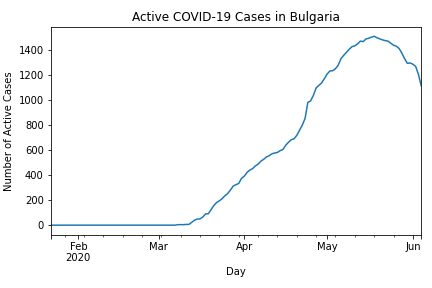 Active COVID-19 Cases in Bulgaria
Number of Active Cases
1400
1200
1000
800
600
400
200
0
Feb Mar Apr May Jun
2020
Day